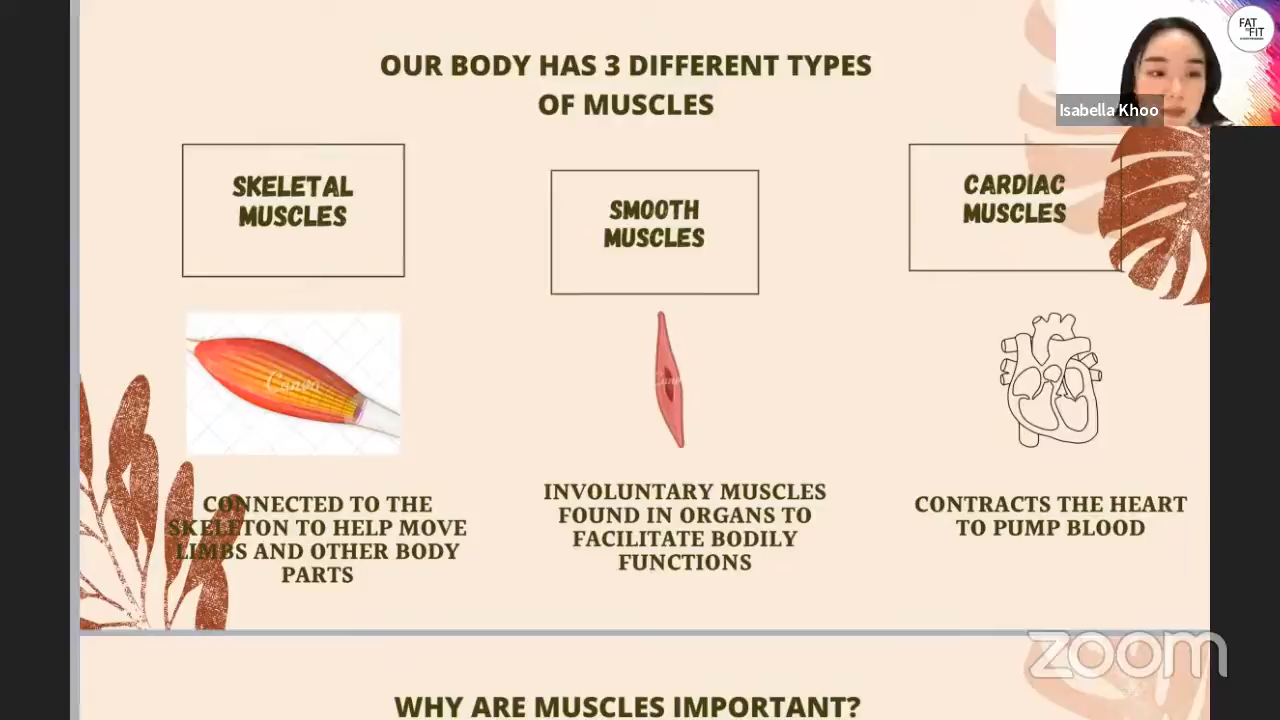 OUR BODY HAS 3 DIFFERENT TYPES
OF MUSCLES
FAT
FIT
Isabella Khoo
SKELETAL
MUSCLES
SMOOTH
MUSCLES
CARDIAC
MUSCLES
Canva
CONNECTED TO THE
SKELETON TO HELP MOVE
LIMBS AND OTHER BODY
PARTS
INVOLUNTARY MUSCLES
FOUND IN ORGANS TO
FACILITATE BODILY
FUNCTIONS
CONTRACTS THE HEART
TO PUMP BLOOD
zoom
WHY ARE MUSCLES IMPORTANT?